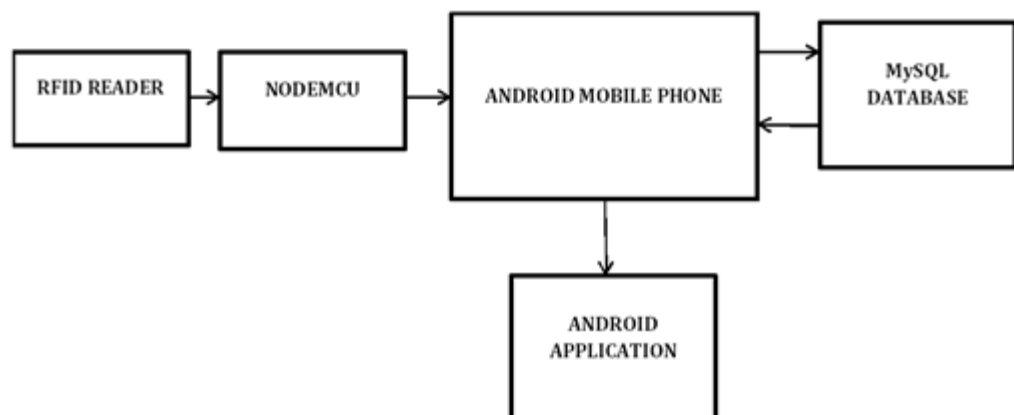 RFID READER
NODEMCU
ANDROID MOBILE PHONE
MySQL
DATABASE
ANDROID
APPLICATION